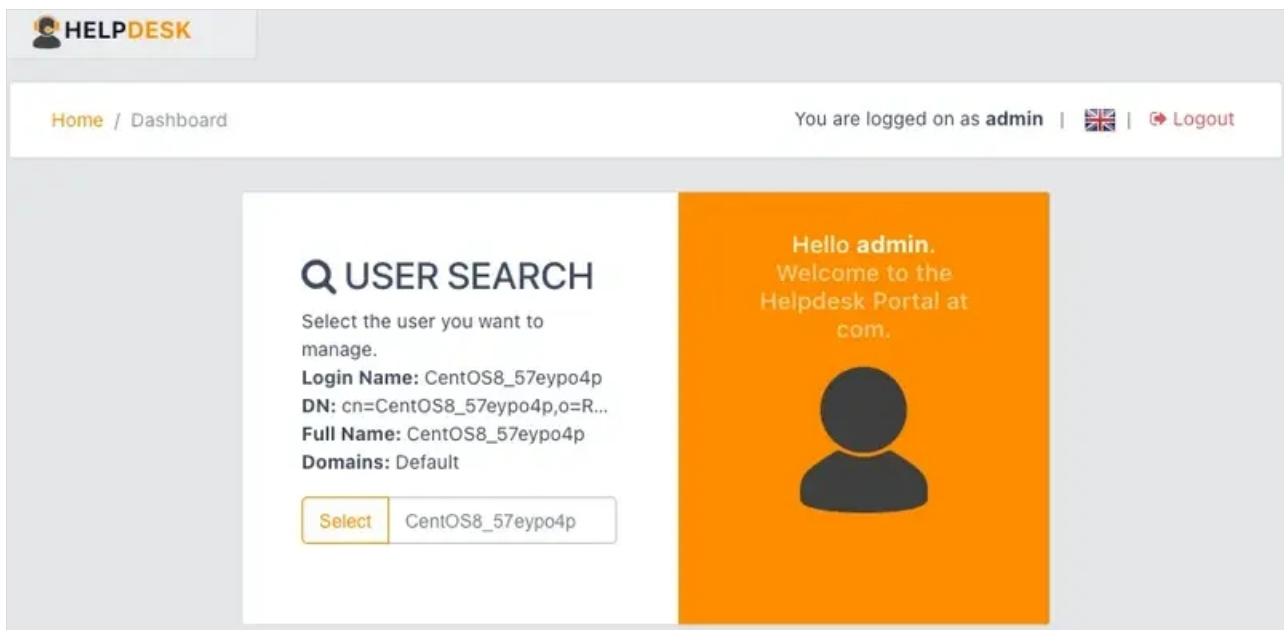 HELPDESK
Home / Dashboard
You are logged on as admin | | Logout
USER SEARCH
Select the user you want to
manage.
Login Name: CentOS8_57eypo4p
DN: cn=CentOS8_57eypo4p,o=R...
Full Name: CentOS8_57eypo4p
Domains: Default
Select CentOS8_57eypo4p
Hello admin.
Welcome to the
Helpdesk Portal at
com.